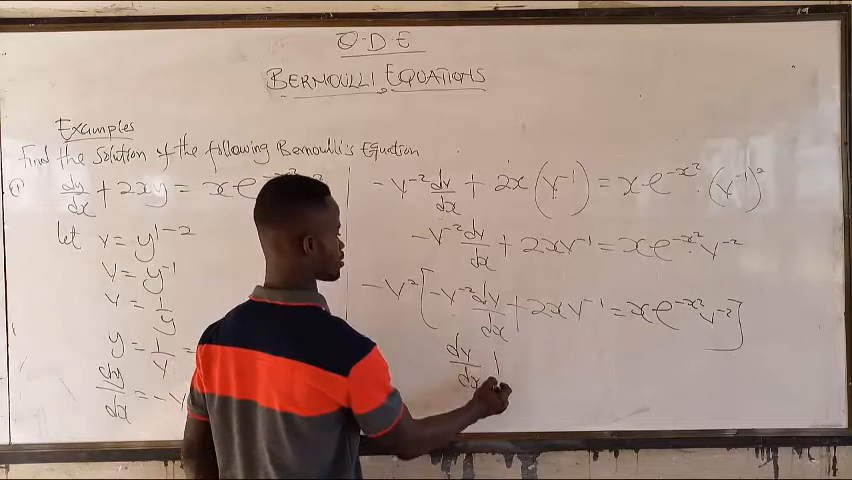 O.D.E
BERNOULLI EQUATIONS
Examples
Find the Solution of the following Bernoulli's Equation
① dy/dx + 2xy = xe^(-x²)
let v = y^(1-2)
v = y^(-1)
v = 1/y
y = 1/v =
dy/dx = -v
-v^(-2) dv/dx + 2x(v^(-1)) = xe^(-x²) · (v^(-1))²
-v^(-2) dv/dx + 2xv^(-1) = xe^(-x²) · v^(-2)
-v² [-v^(-2) dv/dx + 2xv^(-1) = xe^(-x²) · v^(-2)]
dv/dx